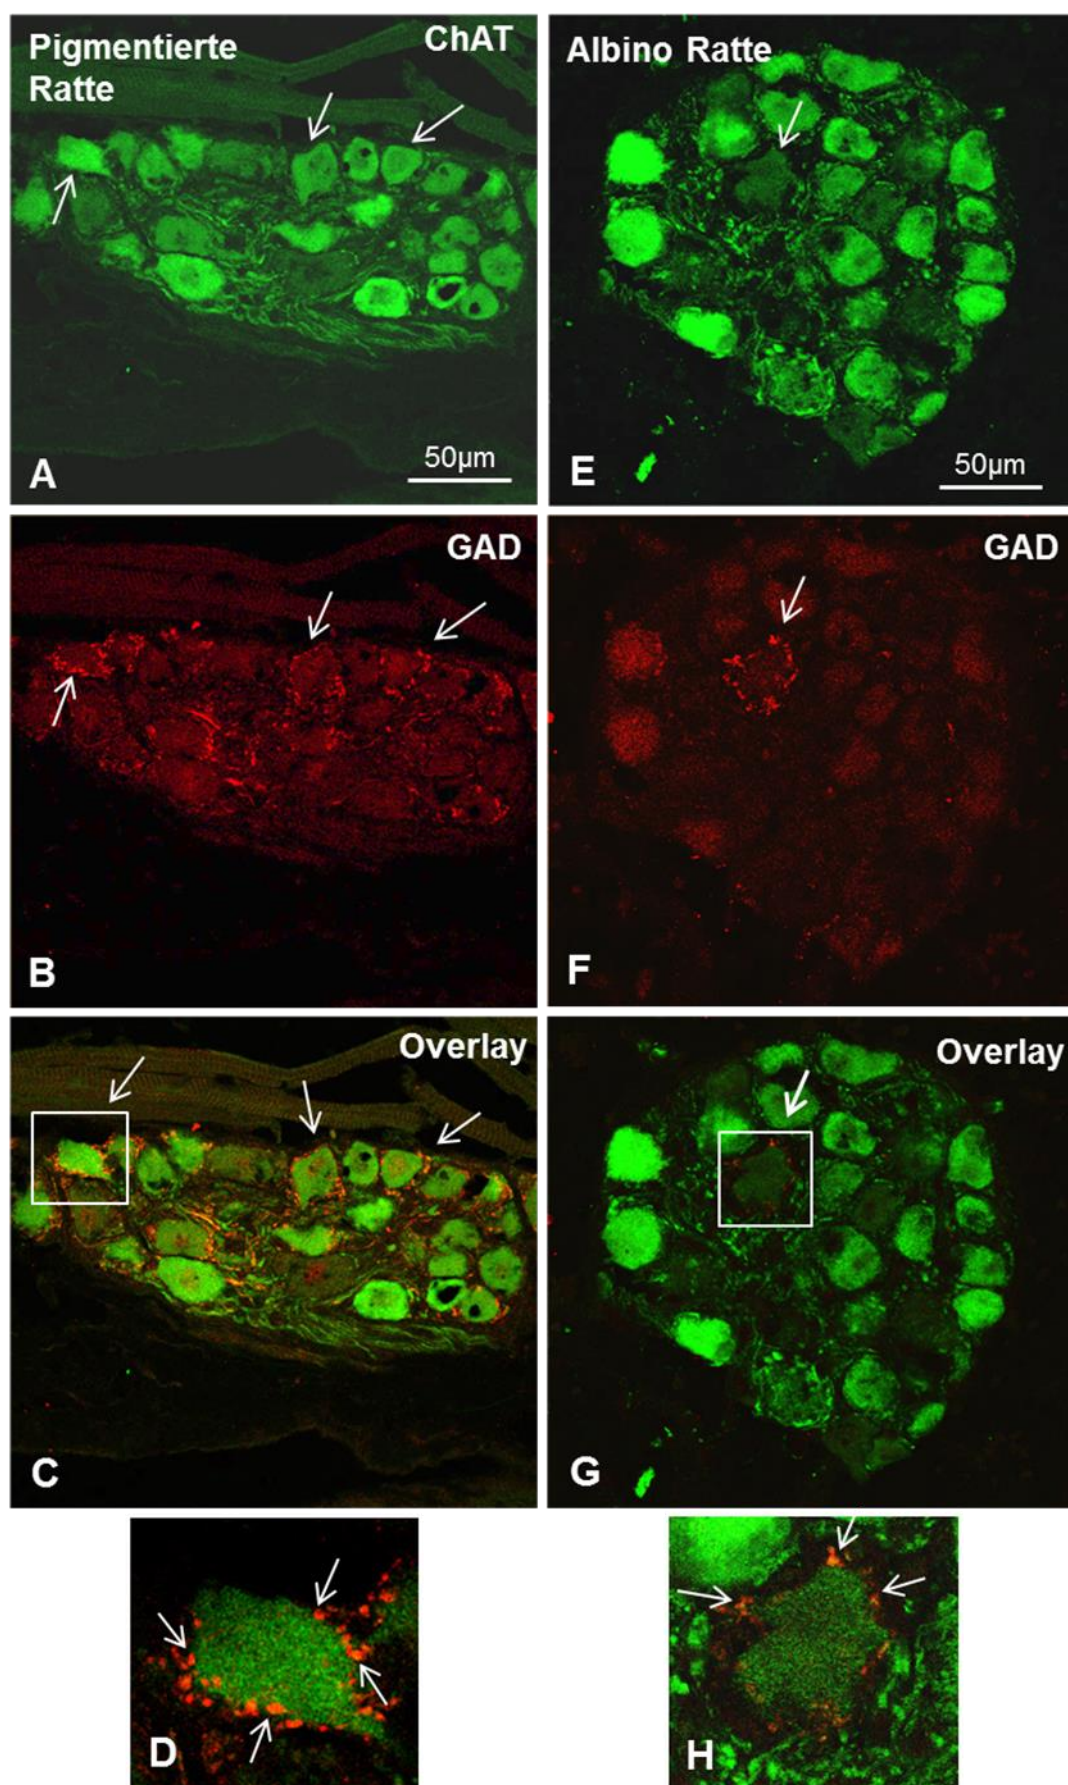 Pigmentierte
Ratte
ChAT
50µm
A
Albino Ratte
50µm
E
GAD
B
GAD
F
Overlay
C
Overlay
G
D
H